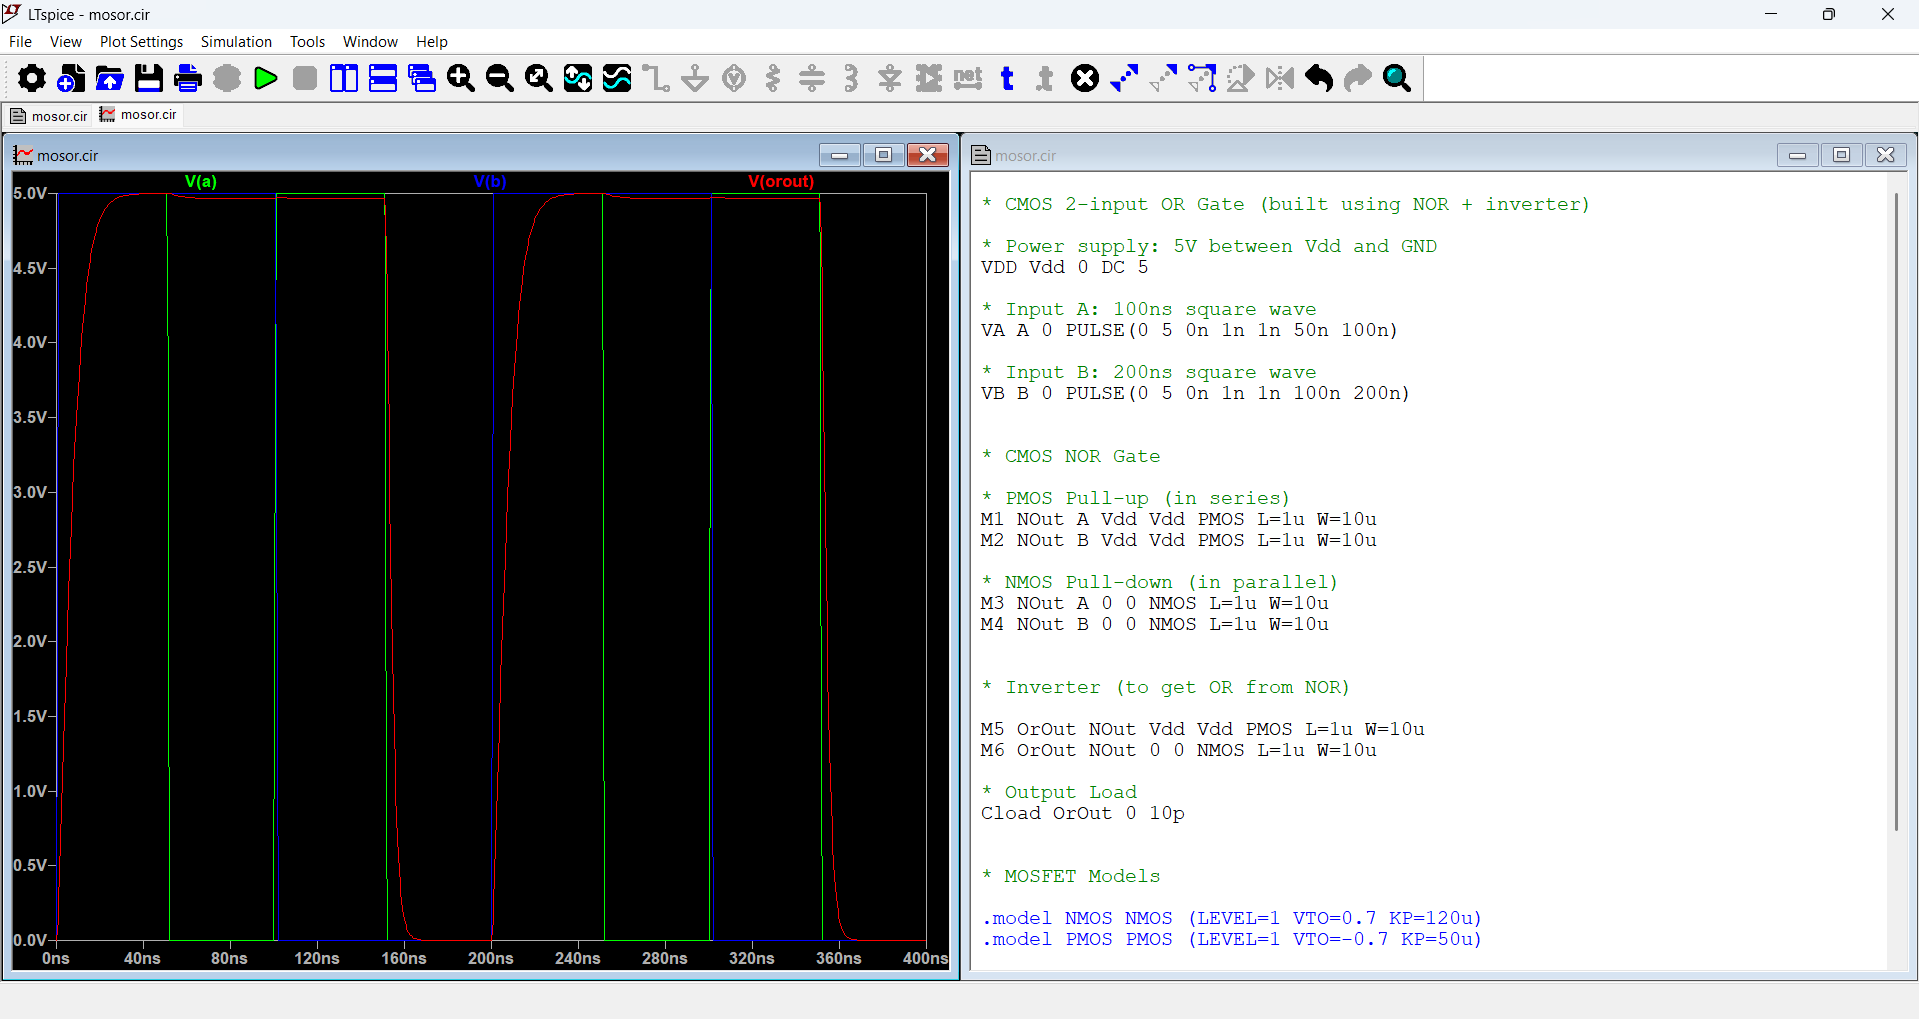 LTspice - mosor.cir
File View Plot Settings Simulation Tools Window Help
net t .t
mosor.cir mosor.cir
mosor.cir
V(a) V(b) V(orout)
5.0V
4.5V
4.0V
3.5V
3.0V
2.5V
2.0V
1.5V
1.0V
0.5V
0.0V
0ns 40ns 80ns 120ns 160ns 200ns 240ns 280ns 320ns 360ns 400ns
mosor.cir
* CMOS 2-input OR Gate (built using NOR + inverter)
* Power supply: 5V between Vdd and GND
VDD Vdd 0 DC 5
* Input A: 100ns square wave
VA A 0 PULSE(0 5 0n 1n 1n 50n 100n)
* Input B: 200ns square wave
VB B 0 PULSE(0 5 0n 1n 1n 100n 200n)
* CMOS NOR Gate
* PMOS Pull-up (in series)
M1 NOut A Vdd Vdd PMOS L=1u W=10u
M2 NOut B Vdd Vdd PMOS L=1u W=10u
* NMOS Pull-down (in parallel)
M3 NOut A 0 0 NMOS L=1u W=10u
M4 NOut B 0 0 NMOS L=1u W=10u
* Inverter (to get OR from NOR)
M5 OrOut NOut Vdd Vdd PMOS L=1u W=10u
M6 OrOut NOut 0 0 NMOS L=1u W=10u
* Output Load
Cload OrOut 0 10p
* MOSFET Models
.model NMOS NMOS (LEVEL=1 VTO=0.7 KP=120u)
.model PMOS PMOS (LEVEL=1 VTO=-0.7 KP=50u)